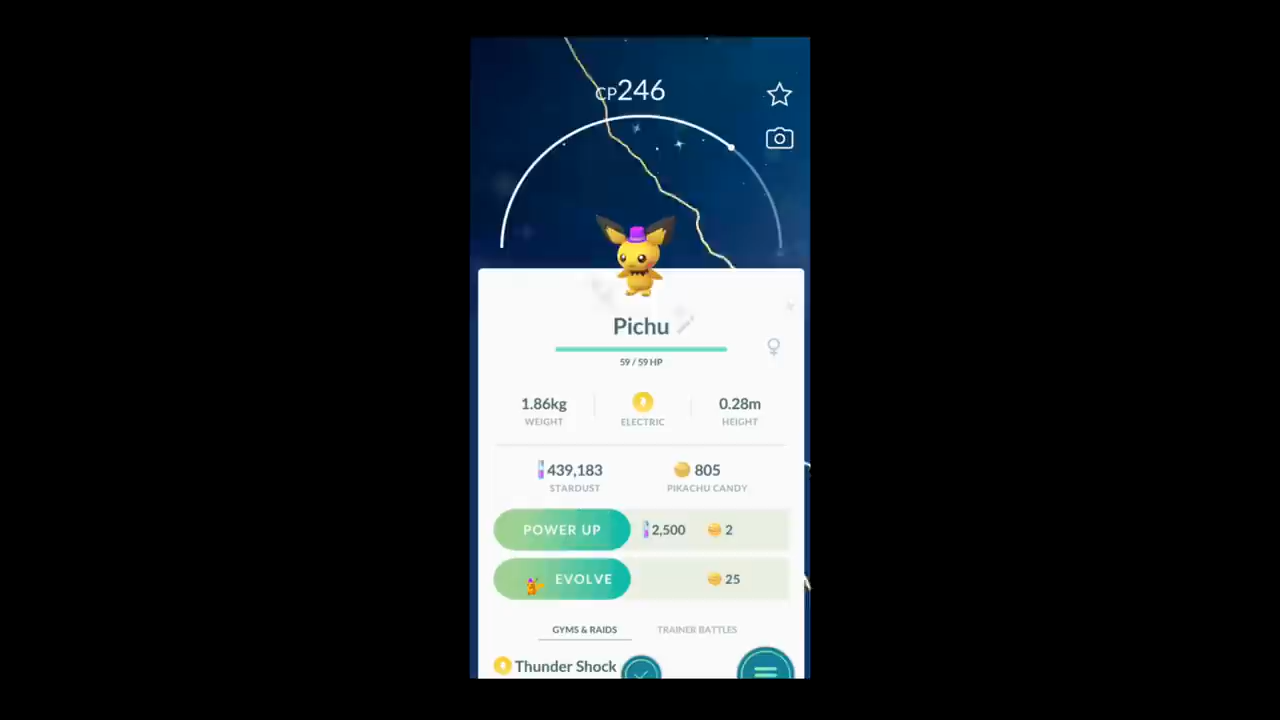 CP246
Pichu
59 / 59 HP
1.86kg
WEIGHT
ELECTRIC
0.28m
HEIGHT
439,183
STARDUST
805
PIKACHU CANDY
POWER UP 2,500 2
EVOLVE 25
GYMS & RAIDS TRAINER BATTLES
Thunder Shock